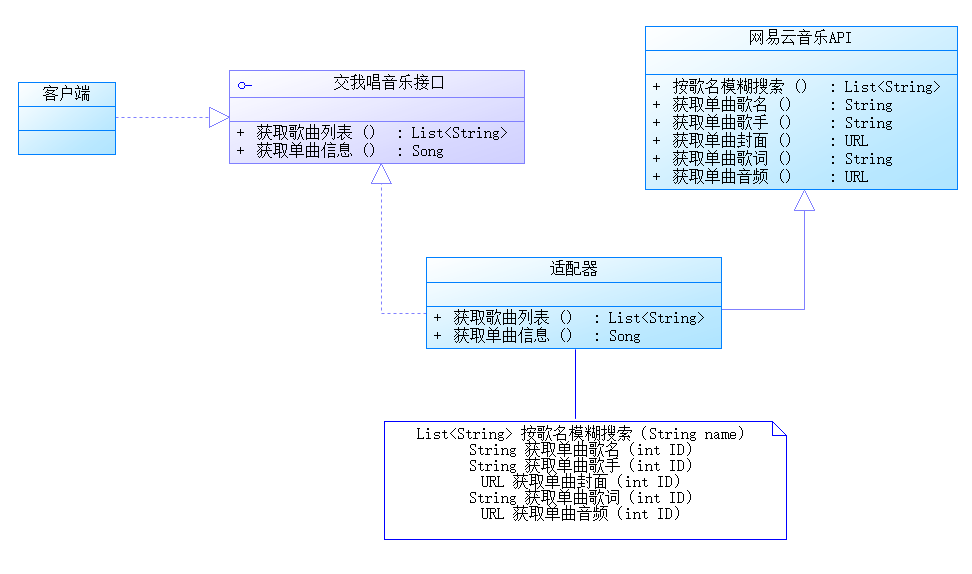 客户端
交我唱音乐接口
+ 获取歌曲列表 () : List<String>
+ 获取单曲信息 () : Song
网易云音乐API
+ 按歌名模糊搜索 () : List<String>
+ 获取单曲歌名 () : String
+ 获取单曲歌手 () : String
+ 获取单曲封面 () : URL
+ 获取单曲歌词 () : String
+ 获取单曲音频 () : URL
适配器
+ 获取歌曲列表 () : List<String>
+ 获取单曲信息 () : Song
List<String> 按歌名模糊搜索 (String name)
String 获取单曲歌名 (int ID)
String 获取单曲歌手 (int ID)
URL 获取单曲封面 (int ID)
String 获取单曲歌词 (int ID)
URL 获取单曲音频 (int ID)